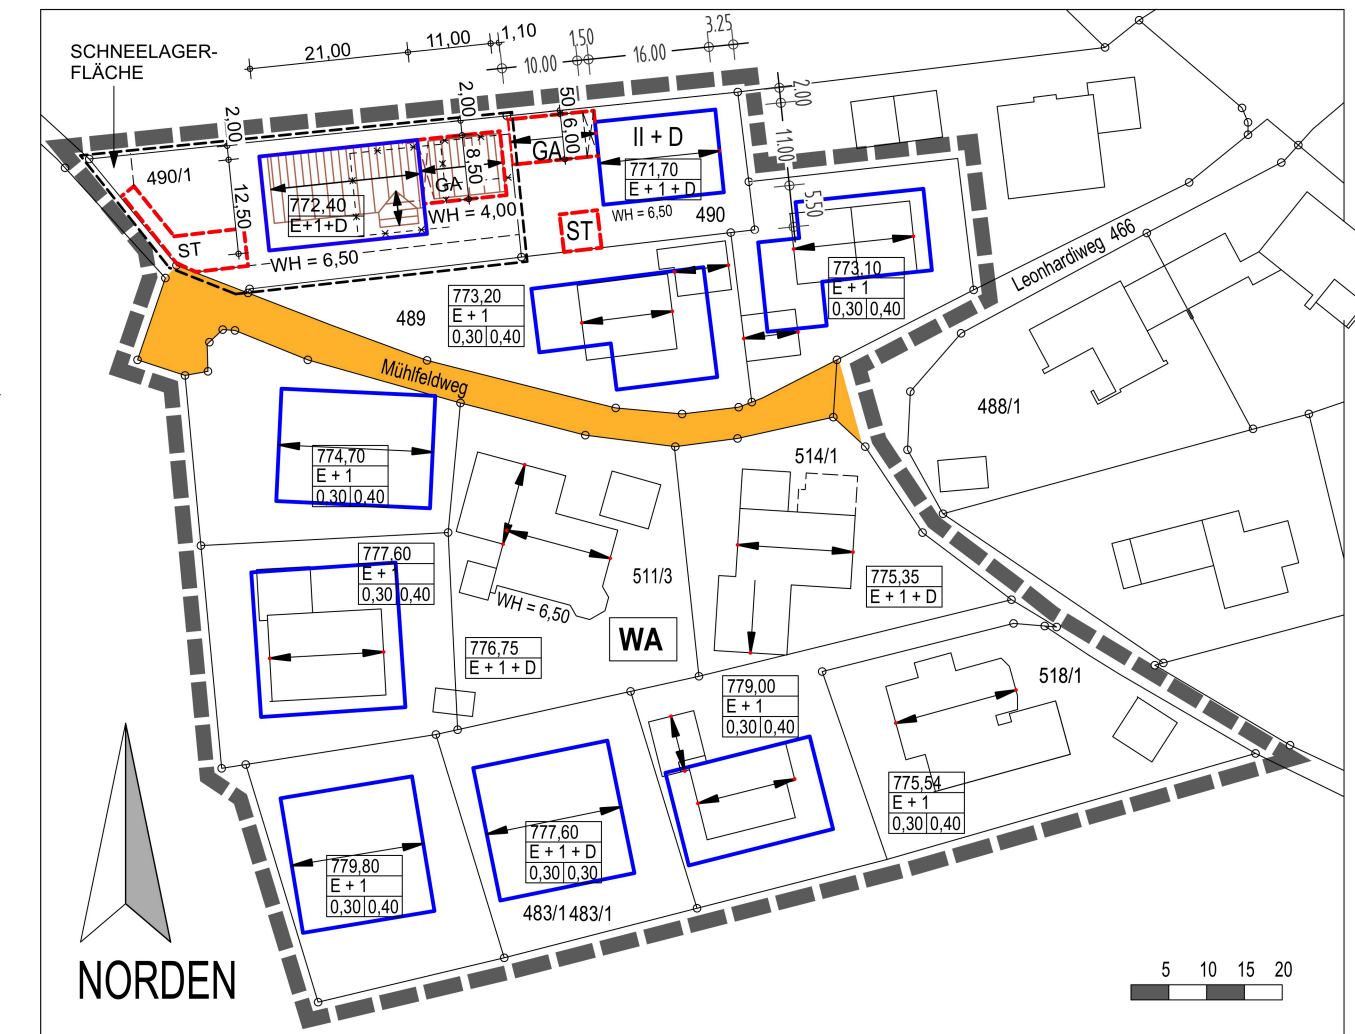 SCHNEELAGER-
FLÄCHE
21,00
11,00
1,10
10.00
1.50
16.00
3.25
2,00
2,00
50
6,00
2.00
11.00
5.50
490/1
12,50
8,50
GA
GA
II + D
771,70
E + 1 + D
WH = 6,50
490
772,40
E+1+D
WH = 4,00
ST
ST
WH = 6,50
773,10
E + 1
0,30 0,40
Leonhardiweg 466
773,20
E + 1
0,30 0,40
489
Mühlfeldweg
488/1
774,70
E + 1
0,30 0,40
514/1
777,60
E + 1
0,30 0,40
511/3
775,35
E + 1 + D
WH = 6,50
WA
776,75
E + 1 + D
779,00
E + 1
0,30 0,40
518/1
775,54
E + 1
0,30 0,40
777,60
E + 1 + D
0,30 0,30
779,80
E + 1
0,30 0,40
483/1 483/1
NORDEN
5 10 15 20